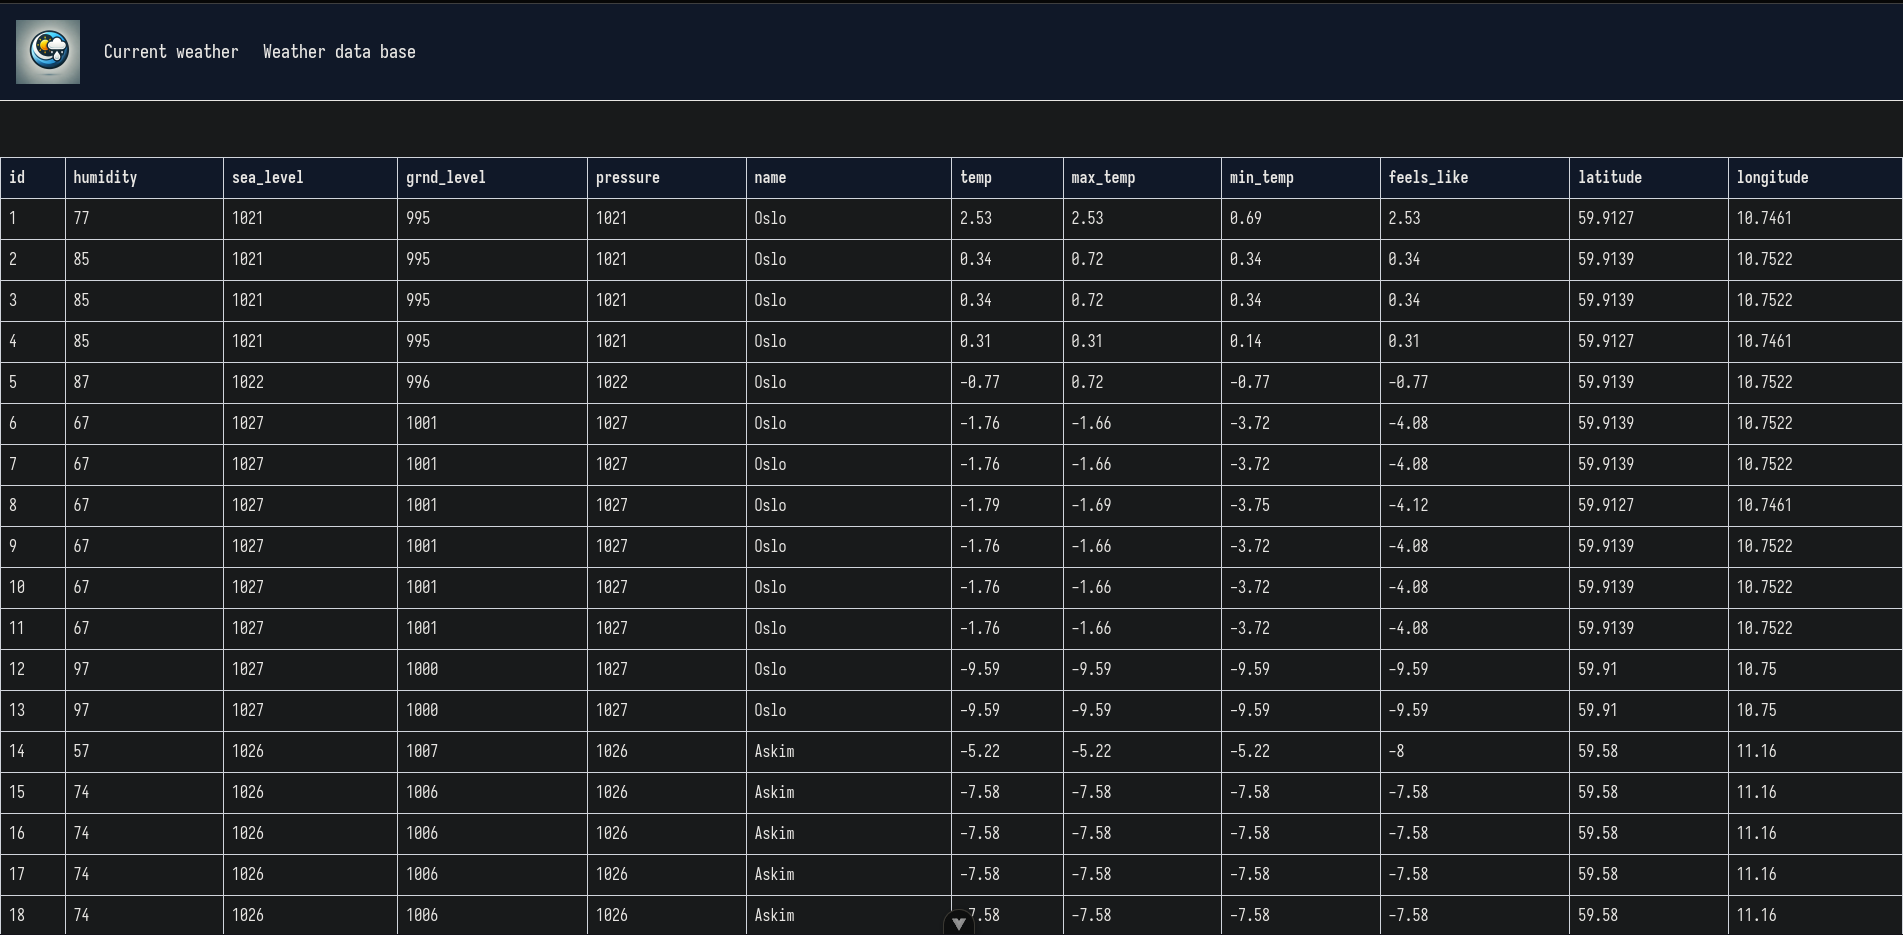 Current weather Weather data base
id humidity sea_level grnd_level pressure name temp max_temp min_temp feels_like latitude longitude
1 77 1021 995 1021 Oslo 2.53 2.53 0.69 2.53 59.9127 10.7461
2 85 1021 995 1021 Oslo 0.34 0.72 0.34 0.34 59.9139 10.7522
3 85 1021 995 1021 Oslo 0.34 0.72 0.34 0.34 59.9139 10.7522
4 85 1021 995 1021 Oslo 0.31 0.31 0.14 0.31 59.9127 10.7461
5 87 1022 996 1022 Oslo -0.77 0.72 -0.77 -0.77 59.9139 10.7522
6 67 1027 1001 1027 Oslo -1.76 -1.66 -3.72 -4.08 59.9139 10.7522
7 67 1027 1001 1027 Oslo -1.76 -1.66 -3.72 -4.08 59.9139 10.7522
8 67 1027 1001 1027 Oslo -1.79 -1.69 -3.75 -4.12 59.9127 10.7461
9 67 1027 1001 1027 Oslo -1.76 -1.66 -3.72 -4.08 59.9139 10.7522
10 67 1027 1001 1027 Oslo -1.76 -1.66 -3.72 -4.08 59.9139 10.7522
11 67 1027 1001 1027 Oslo -1.76 -1.66 -3.72 -4.08 59.9139 10.7522
12 97 1027 1000 1027 Oslo -9.59 -9.59 -9.59 -9.59 59.91 10.75
13 97 1027 1000 1027 Oslo -9.59 -9.59 -9.59 -9.59 59.91 10.75
14 57 1026 1007 1026 Askim -5.22 -5.22 -5.22 -8 59.58 11.16
15 74 1026 1006 1026 Askim -7.58 -7.58 -7.58 -7.58 59.58 11.16
16 74 1026 1006 1026 Askim -7.58 -7.58 -7.58 -7.58 59.58 11.16
17 74 1026 1006 1026 Askim -7.58 -7.58 -7.58 -7.58 59.58 11.16
18 74 1026 1006 1026 Askim 7.58 -7.58 -7.58 -7.58 59.58 11.16